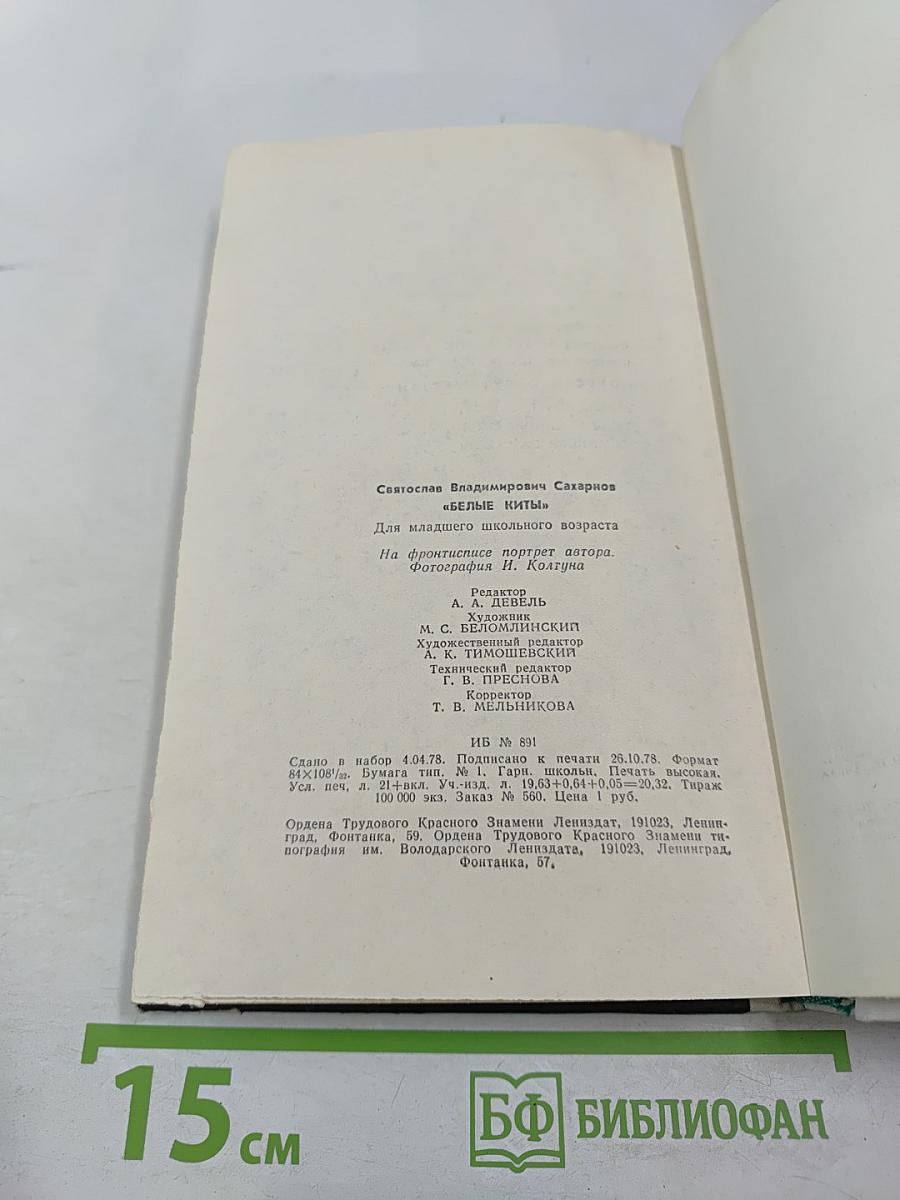 Святослав Владимирович Сахарнов
«БЕЛЫЕ КИТЫ»
Для младшего школьного возраста
На фронтисписе портрет автора.
Фотография И. Колтуна
Редактор
А. А. ДЕВЕЛЬ
Художник
М. С. БЕЛОМЛИНСКИЙ
Художественный редактор
А. К. ТИМОШЕВСКИЙ
Технический редактор
Г. В. ПРЕСНОВА
Корректор
Т. В. МЕЛЬНИКОВА
ИБ № 891
Сдано в набор 4.04.78. Подписано к печати 26.10.78. Формат
84×108¹/₃₂. Бумага тип. № 1. Гарн. школьн. Печать высокая.
Усл. печ. л. 21+вкл. Уч.-изд. л. 19,63+0,64+0,05=20,32. Тираж
100 000 экз. Заказ № 560. Цена 1 руб.
Ордена Трудового Красного Знамени Лениздат, 191023, Ленин-
град, Фонтанка, 59. Ордена Трудового Красного Знамени ти-
пография им. Володарского Лениздата, 191023, Ленинград,
Фонтанка, 57.
15 см
БФ БИБЛИОФАН